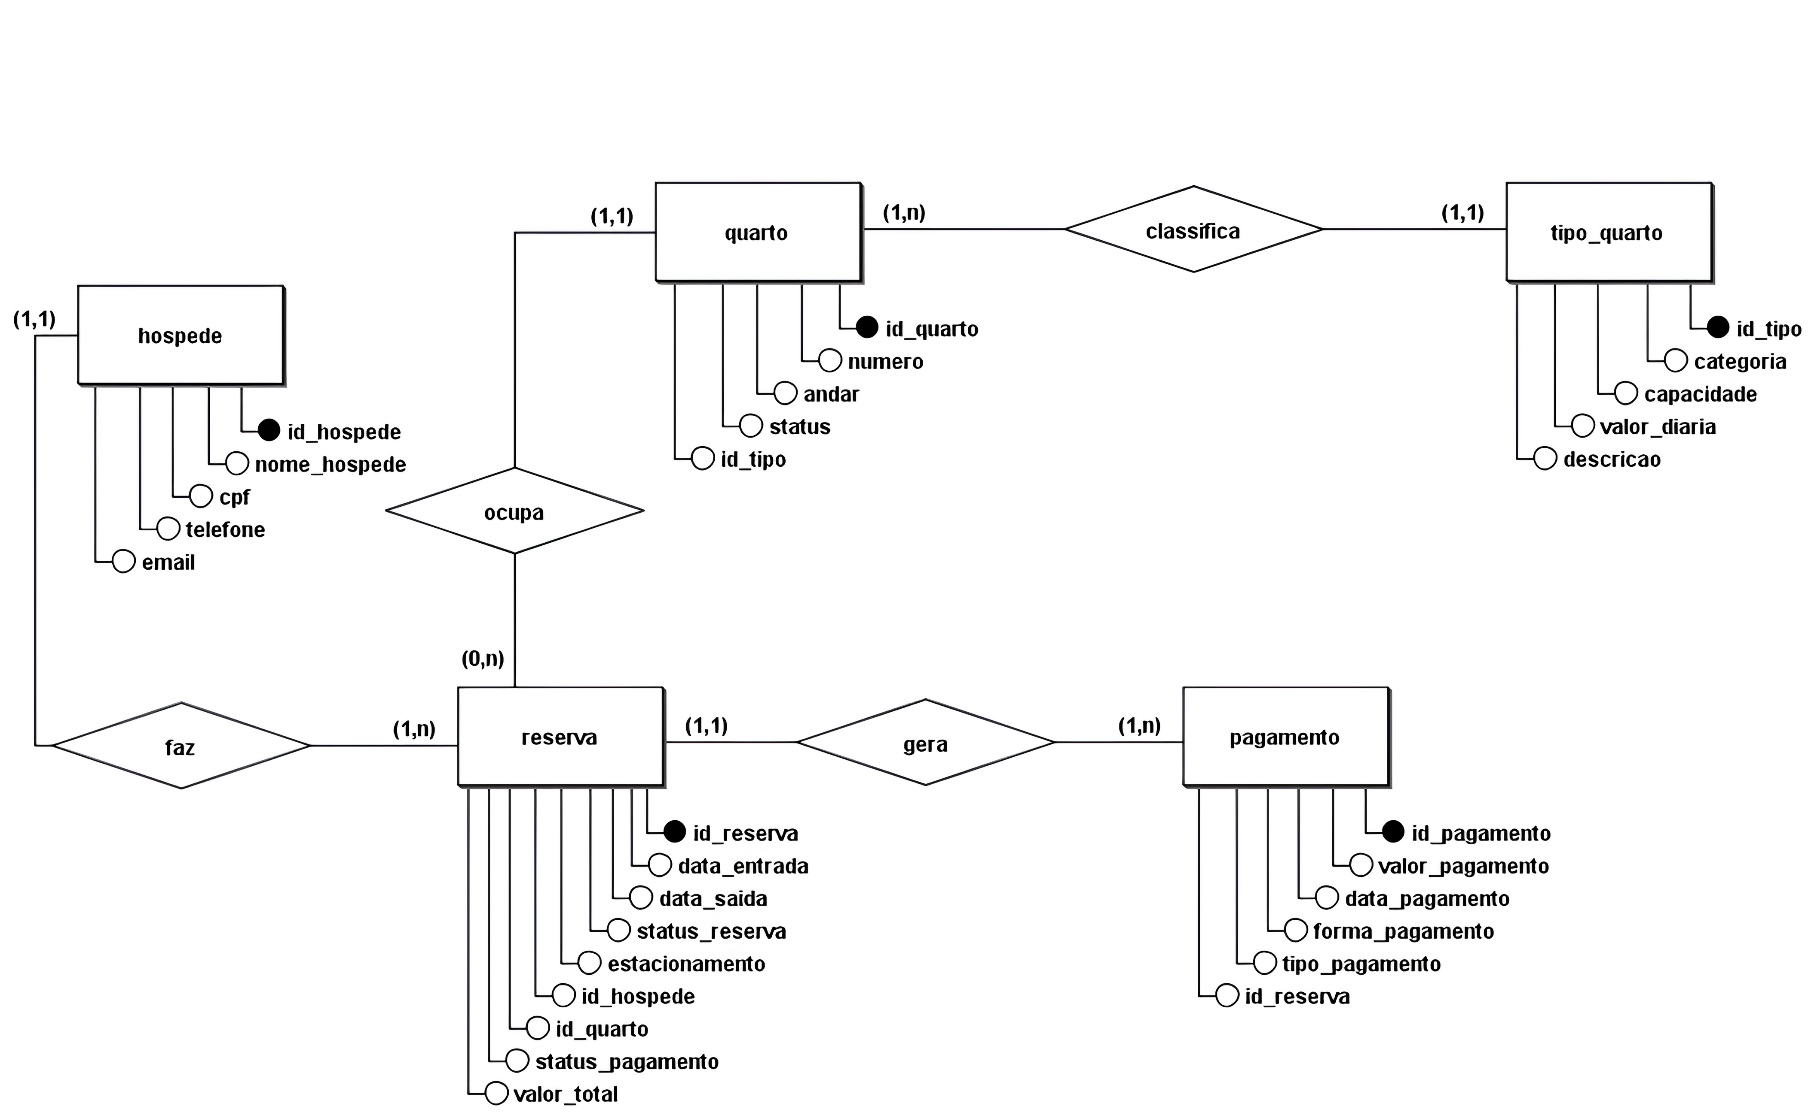 (1,1)
quarto
(1,n)
classifica
(1,1)
tipo_quarto
id_quarto
numero
andar
status
id_tipo
id_tipo
categoria
capacidade
valor_diaria
descricao
(1,1)
hospede
id_hospede
nome_hospede
cpf
telefone
email
ocupa
(0,n)
faz
(1,n)
reserva
(1,1)
gera
(1,n)
pagamento
id_reserva
data_entrada
data_saida
status_reserva
estacionamento
id_hospede
id_quarto
status_pagamento
valor_total
id_pagamento
valor_pagamento
data_pagamento
forma_pagamento
tipo_pagamento
id_reserva